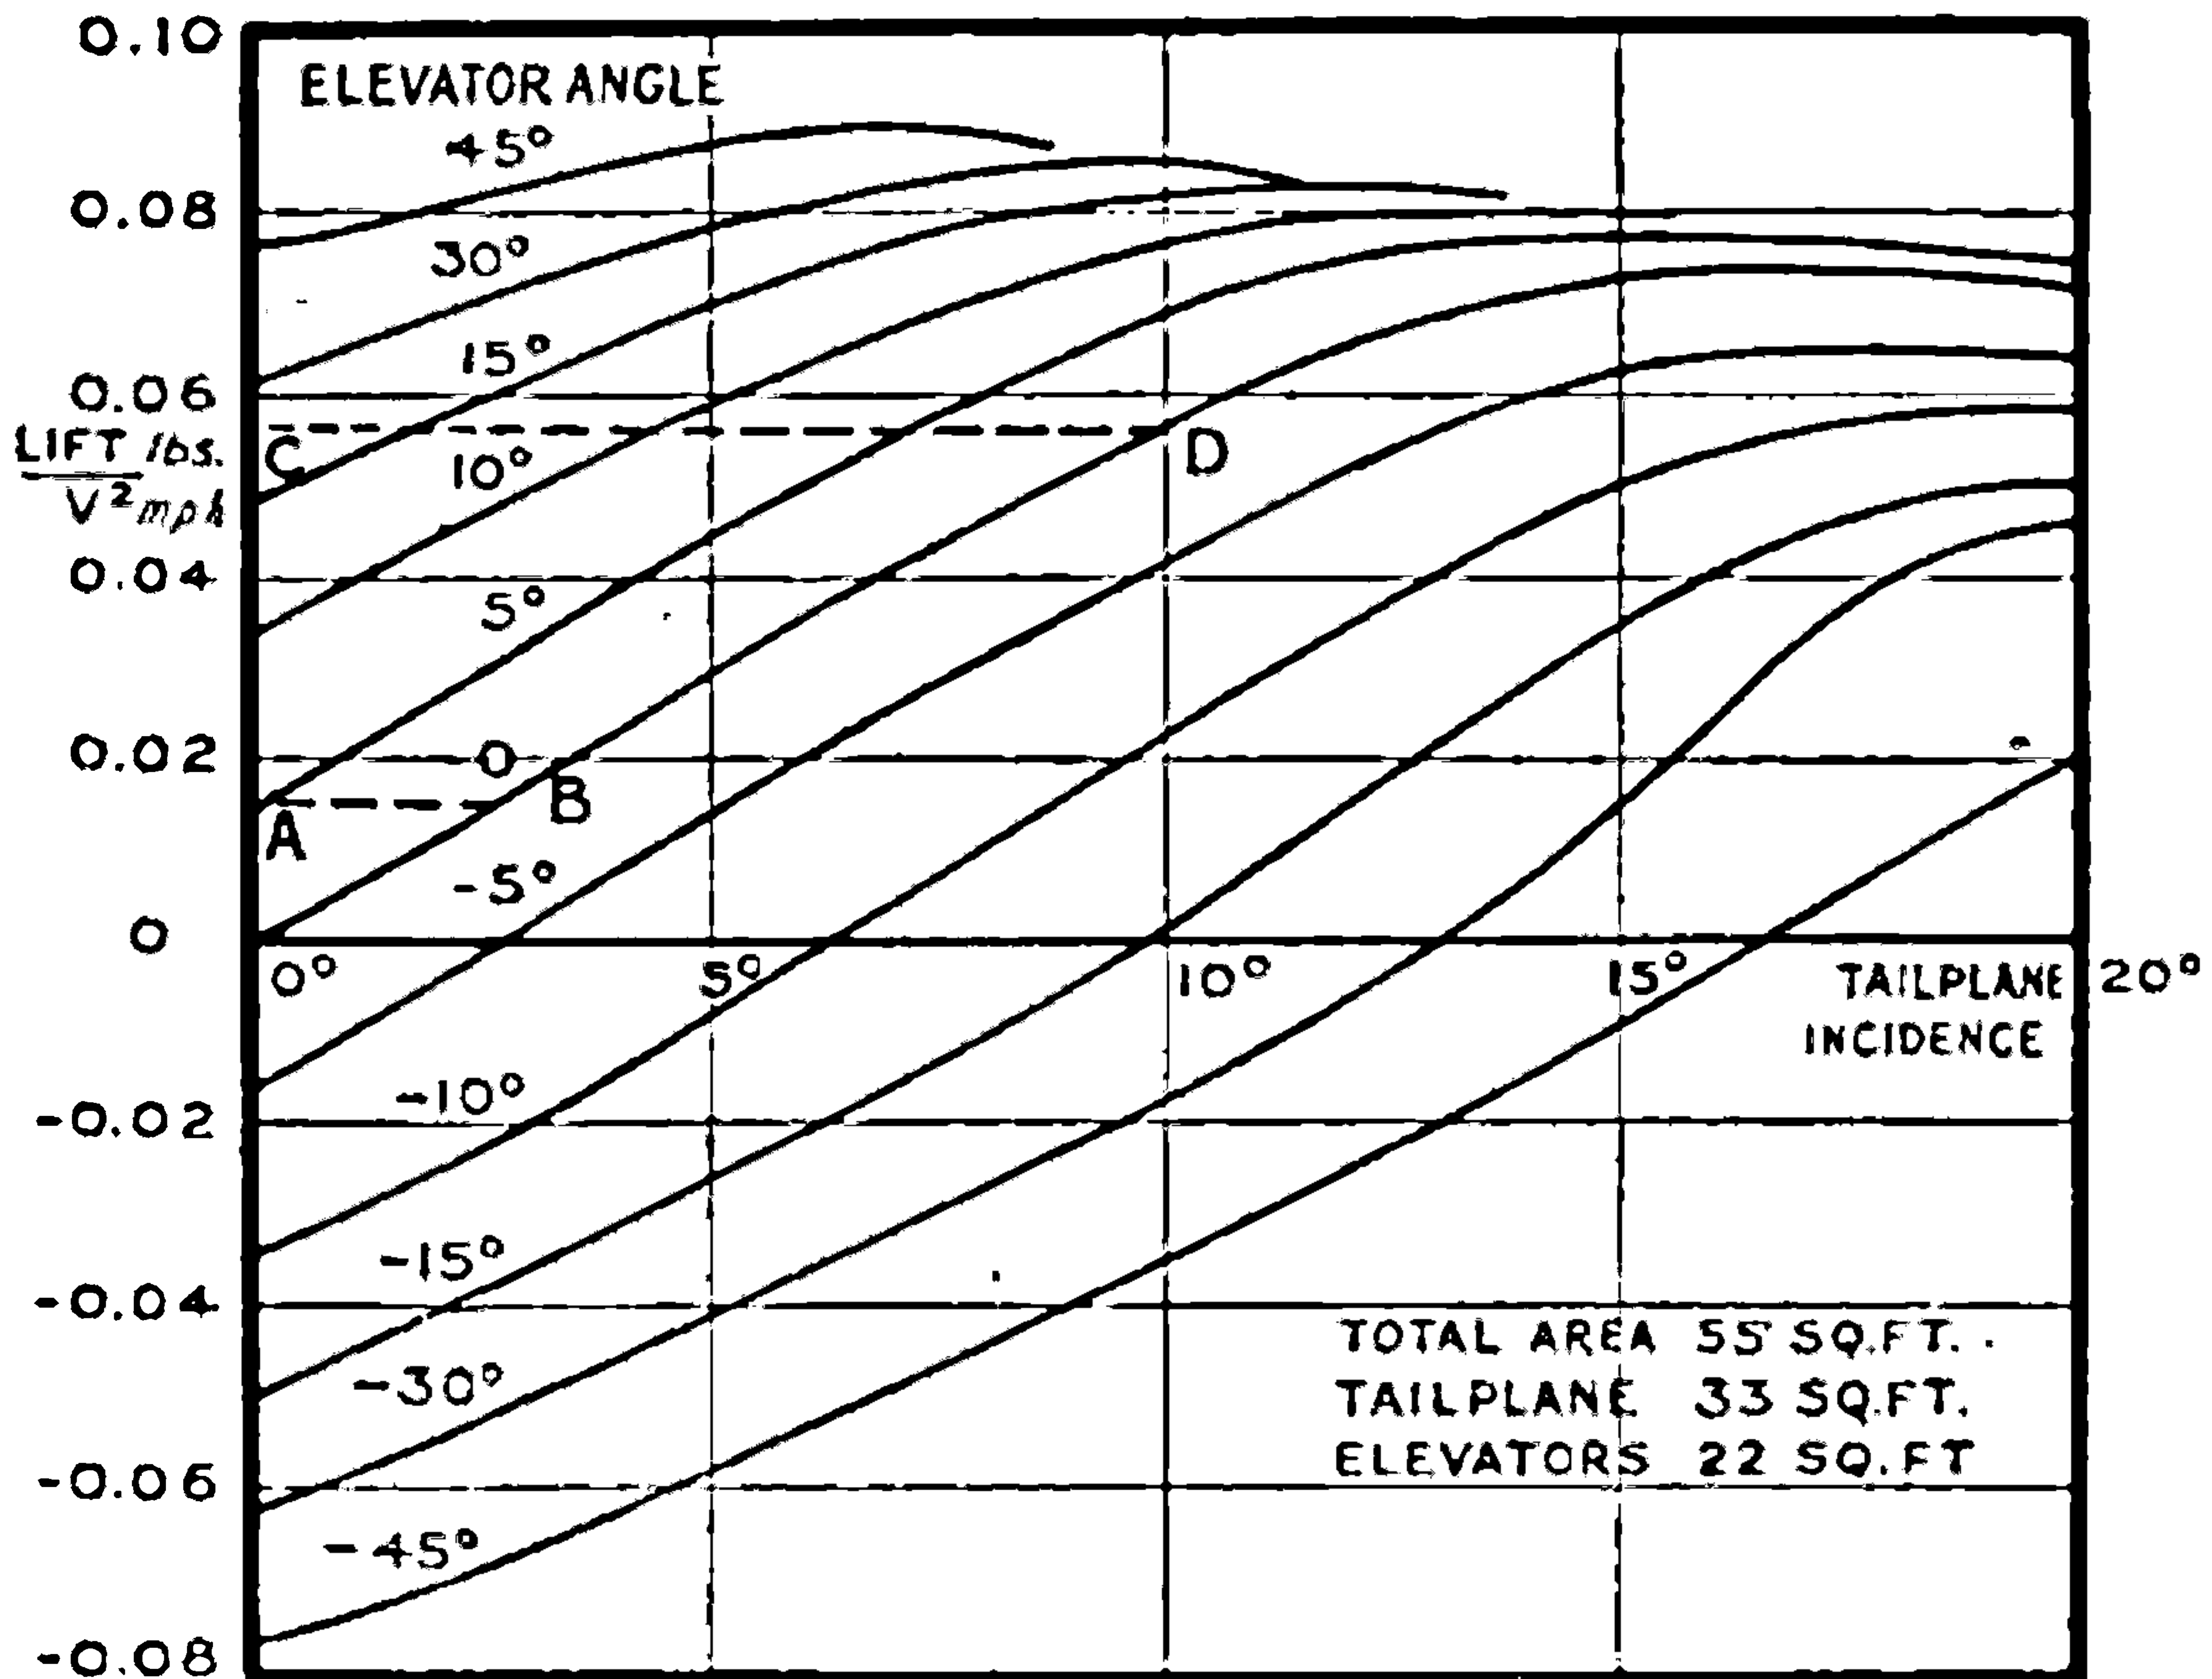 0.10
ELEVATOR ANGLE
45°
0.08
30°
15°
0.06
LIFT lbs.
V² mph
C
10°
D
0.04
5°
0.02
0
B
A
-5°
0
0°
5°
10°
15°
TAILPLANE
20°
INCIDENCE
-10°
-0.02
-15°
-0.04
TOTAL AREA 55 SQ.FT.
-30°
TAILPLANE 33 SQ.FT.
ELEVATORS 22 SQ.FT
-0.06
-45°
-0.08